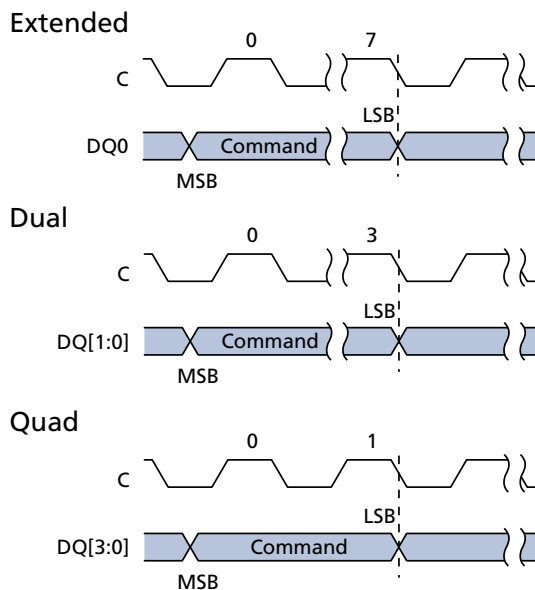 Extended
0 7
C
LSB
DQ0 Command
MSB
Dual
0 3
C
LSB
DQ[1:0] Command
MSB
Quad
0 1
C
LSB
DQ[3:0] Command
MSB